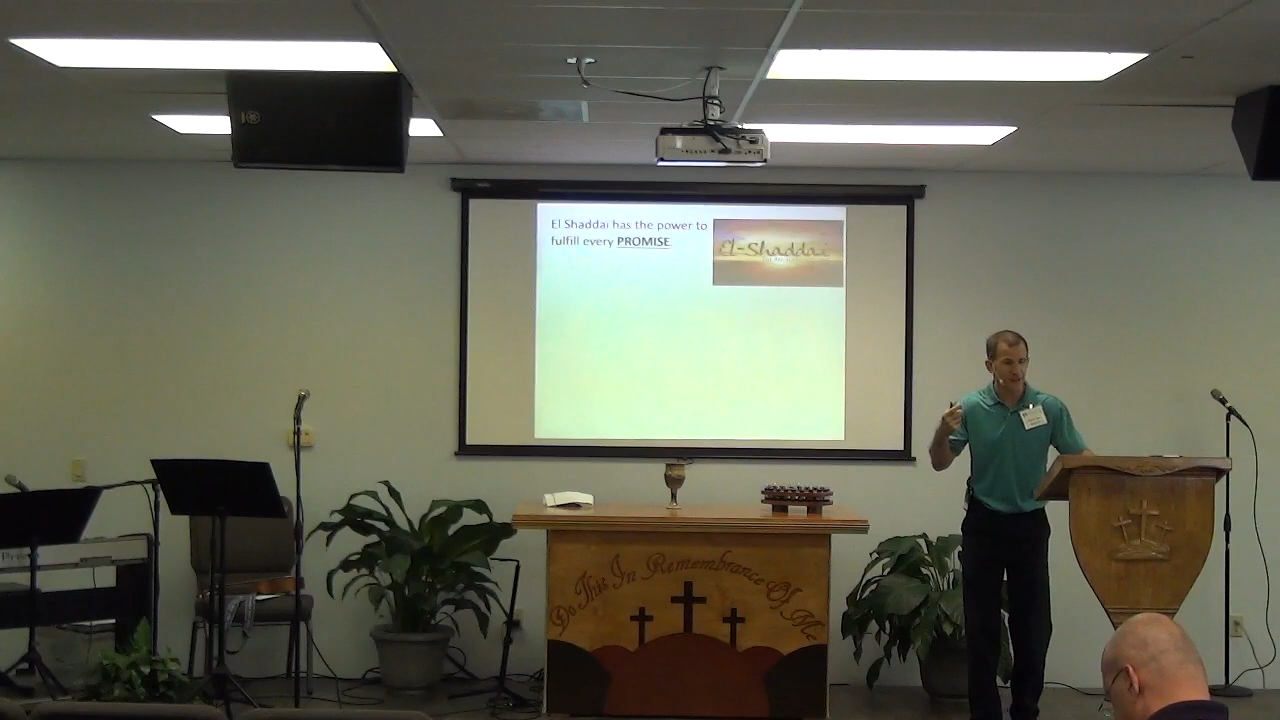 El Shaddai has the power to
fulfill every PROMISE.
El-Shaddai
Do This In Remembrance Of Me